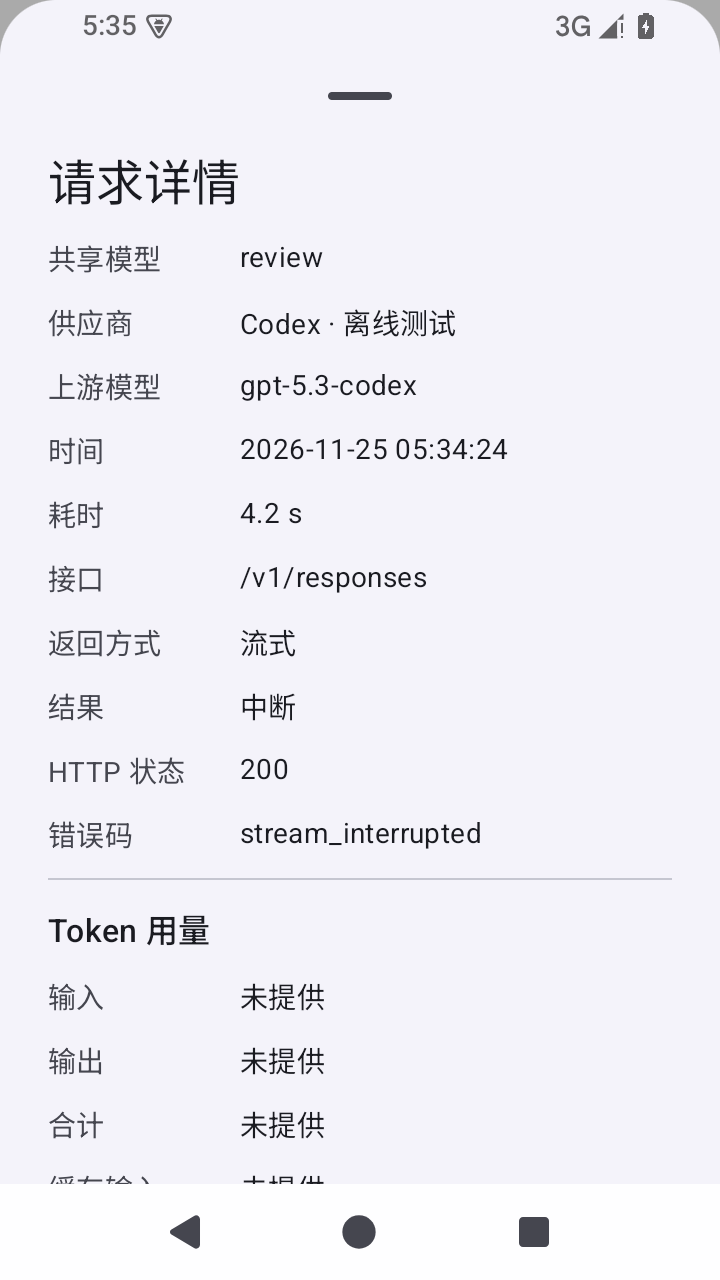 5:35
3G
请求详情
共享模型 review
供应商 Codex · 离线测试
上游模型 gpt-5.3-codex
时间 2026-11-25 05:34:24
耗时 4.2 s
接口 /v1/responses
返回方式 流式
结果 中断
HTTP 状态 200
错误码 stream_interrupted
Token 用量
输入 未提供
输出 未提供
合计 未提供